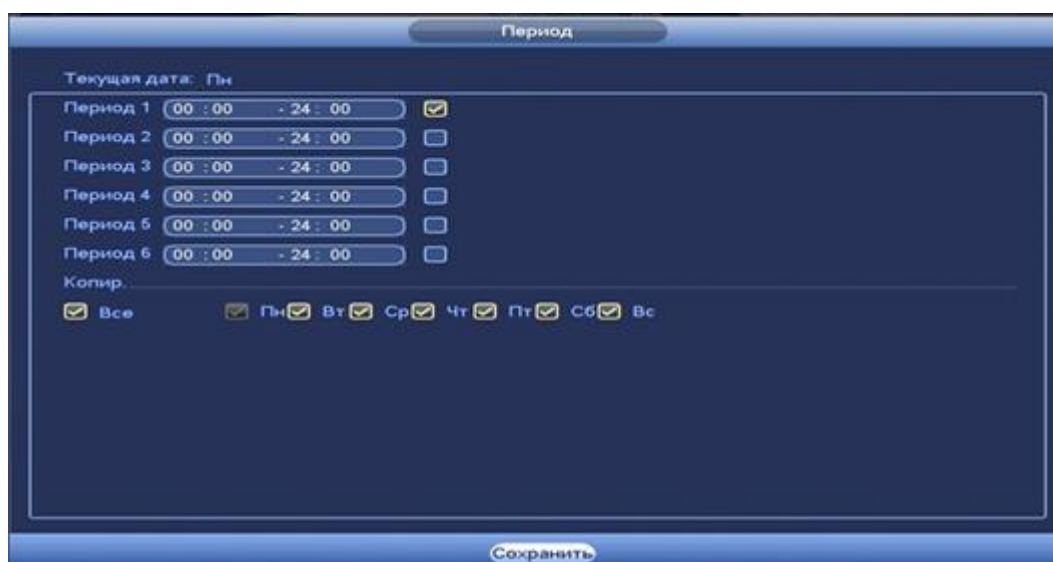 Период
Текущая дата: Пн
Период 1 00 : 00 - 24 : 00
Период 2 00 : 00 - 24 : 00
Период 3 00 : 00 - 24 : 00
Период 4 00 : 00 - 24 : 00
Период 5 00 : 00 - 24 : 00
Период 6 00 : 00 - 24 : 00
Копир.
Все Пн Вт Ср Чт Пт Сб Вс
Сохранить